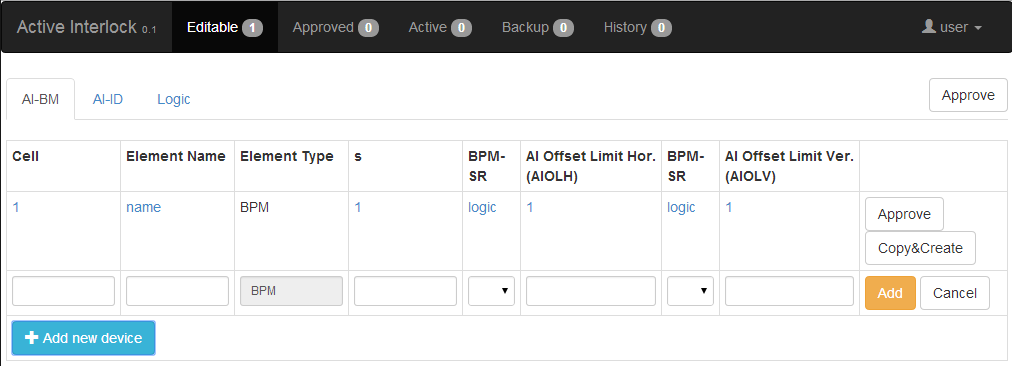 Active Interlock 0.1 Editable 1 Approved 0 Active 0 Backup 0 History 0 user
AI-BM AI-ID Logic Approve
Cell Element Name Element Type s BPM- AI Offset Limit Hor. BPM- AI Offset Limit Ver.
SR (AIOLH) SR (AIOLV)
1 name BPM 1 logic 1 logic 1 Approve
Copy&Create
BPM Add Cancel
Add new device